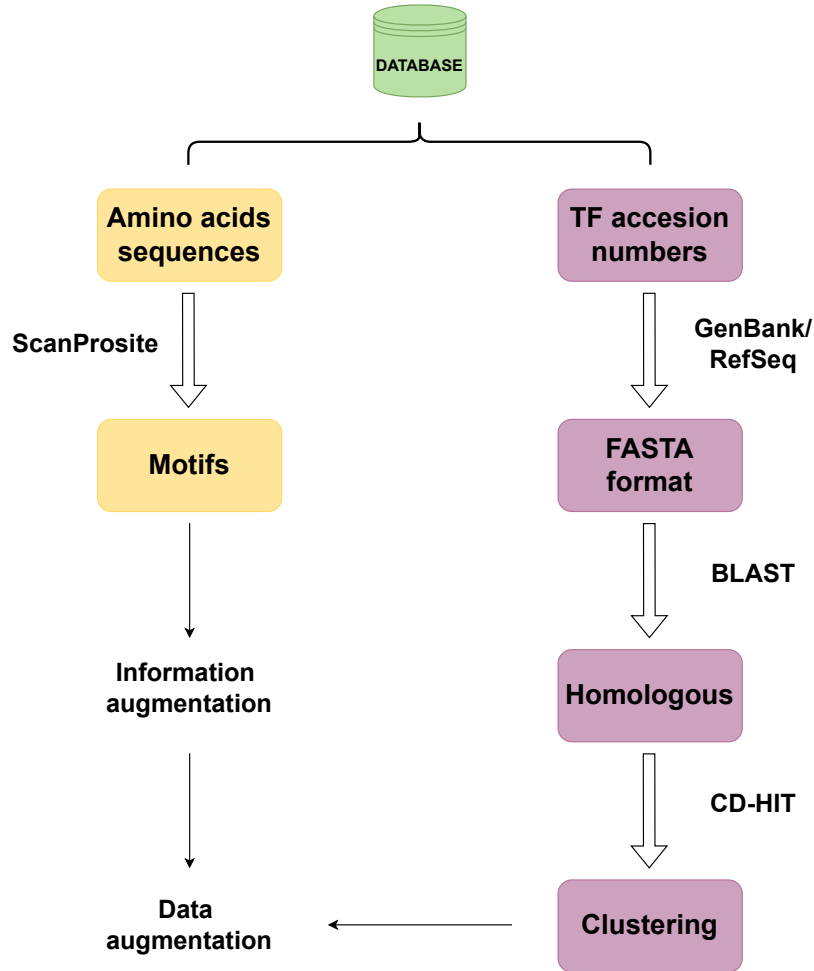 DATABASE
Amino acids
sequences
TF accesion
numbers
ScanProsite
GenBank/
RefSeq
Motifs
FASTA
format
BLAST
Information
augmentation
Homologous
CD-HIT
Data
augmentation
Clustering